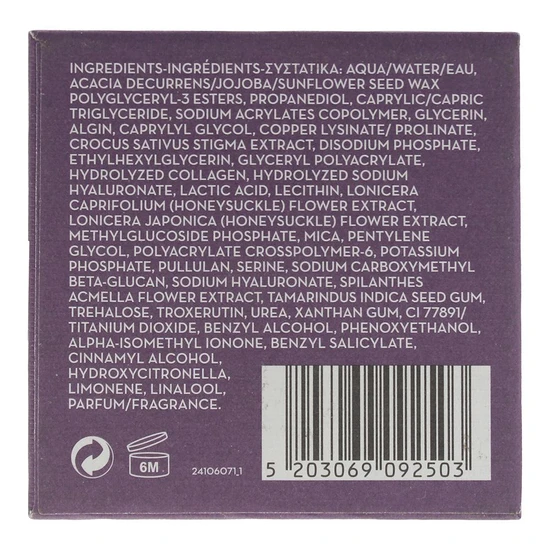 INGREDIENTS-INGRÉDIENTS-ΣΥΣΤΑΤΙΚΑ: AQUA/WATER/EAU,
ACACIA DECURRENS/JOJOBA/SUNFLOWER SEED WAX
POLYGLYCERYL-3 ESTERS, PROPANEDIOL, CAPRYLIC/CAPRIC
TRIGLYCERIDE, SODIUM ACRYLATES COPOLYMER, GLYCERIN,
ALGIN, CAPRYLYL GLYCOL, COPPER LYSINATE/ PROLINATE,
CROCUS SATIVUS STIGMA EXTRACT, DISODIUM PHOSPHATE,
ETHYLHEXYLGLYCERIN, GLYCERYL POLYACRYLATE,
HYDROLYZED COLLAGEN, HYDROLYZED SODIUM
HYALURONATE, LACTIC ACID, LECITHIN, LONICERA
CAPRIFOLIUM (HONEYSUCKLE) FLOWER EXTRACT,
LONICERA JAPONICA (HONEYSUCKLE) FLOWER EXTRACT,
METHYLGLUCOSIDE PHOSPHATE, MICA, PENTYLENE
GLYCOL, POLYACRYLATE CROSSPOLYMER-6, POTASSIUM
PHOSPHATE, PULLULAN, SERINE, SODIUM CARBOXYMETHYL
BETA-GLUCAN, SODIUM HYALURONATE, SPILANTHES
ACMELLA FLOWER EXTRACT, TAMARINDUS INDICA SEED GUM,
TREHALOSE, TROXERUTIN, UREA, XANTHAN GUM, CI 77891/
TITANIUM DIOXIDE, BENZYL ALCOHOL, PHENOXYETHANOL,
ALPHA-ISOMETHYL IONONE, BENZYL SALICYLATE,
CINNAMYL ALCOHOL,
HYDROXYCITRONELLA,
LIMONENE, LINALOOL,
PARFUM/FRAGRANCE.
6M
24106071_1
5 203069 092503